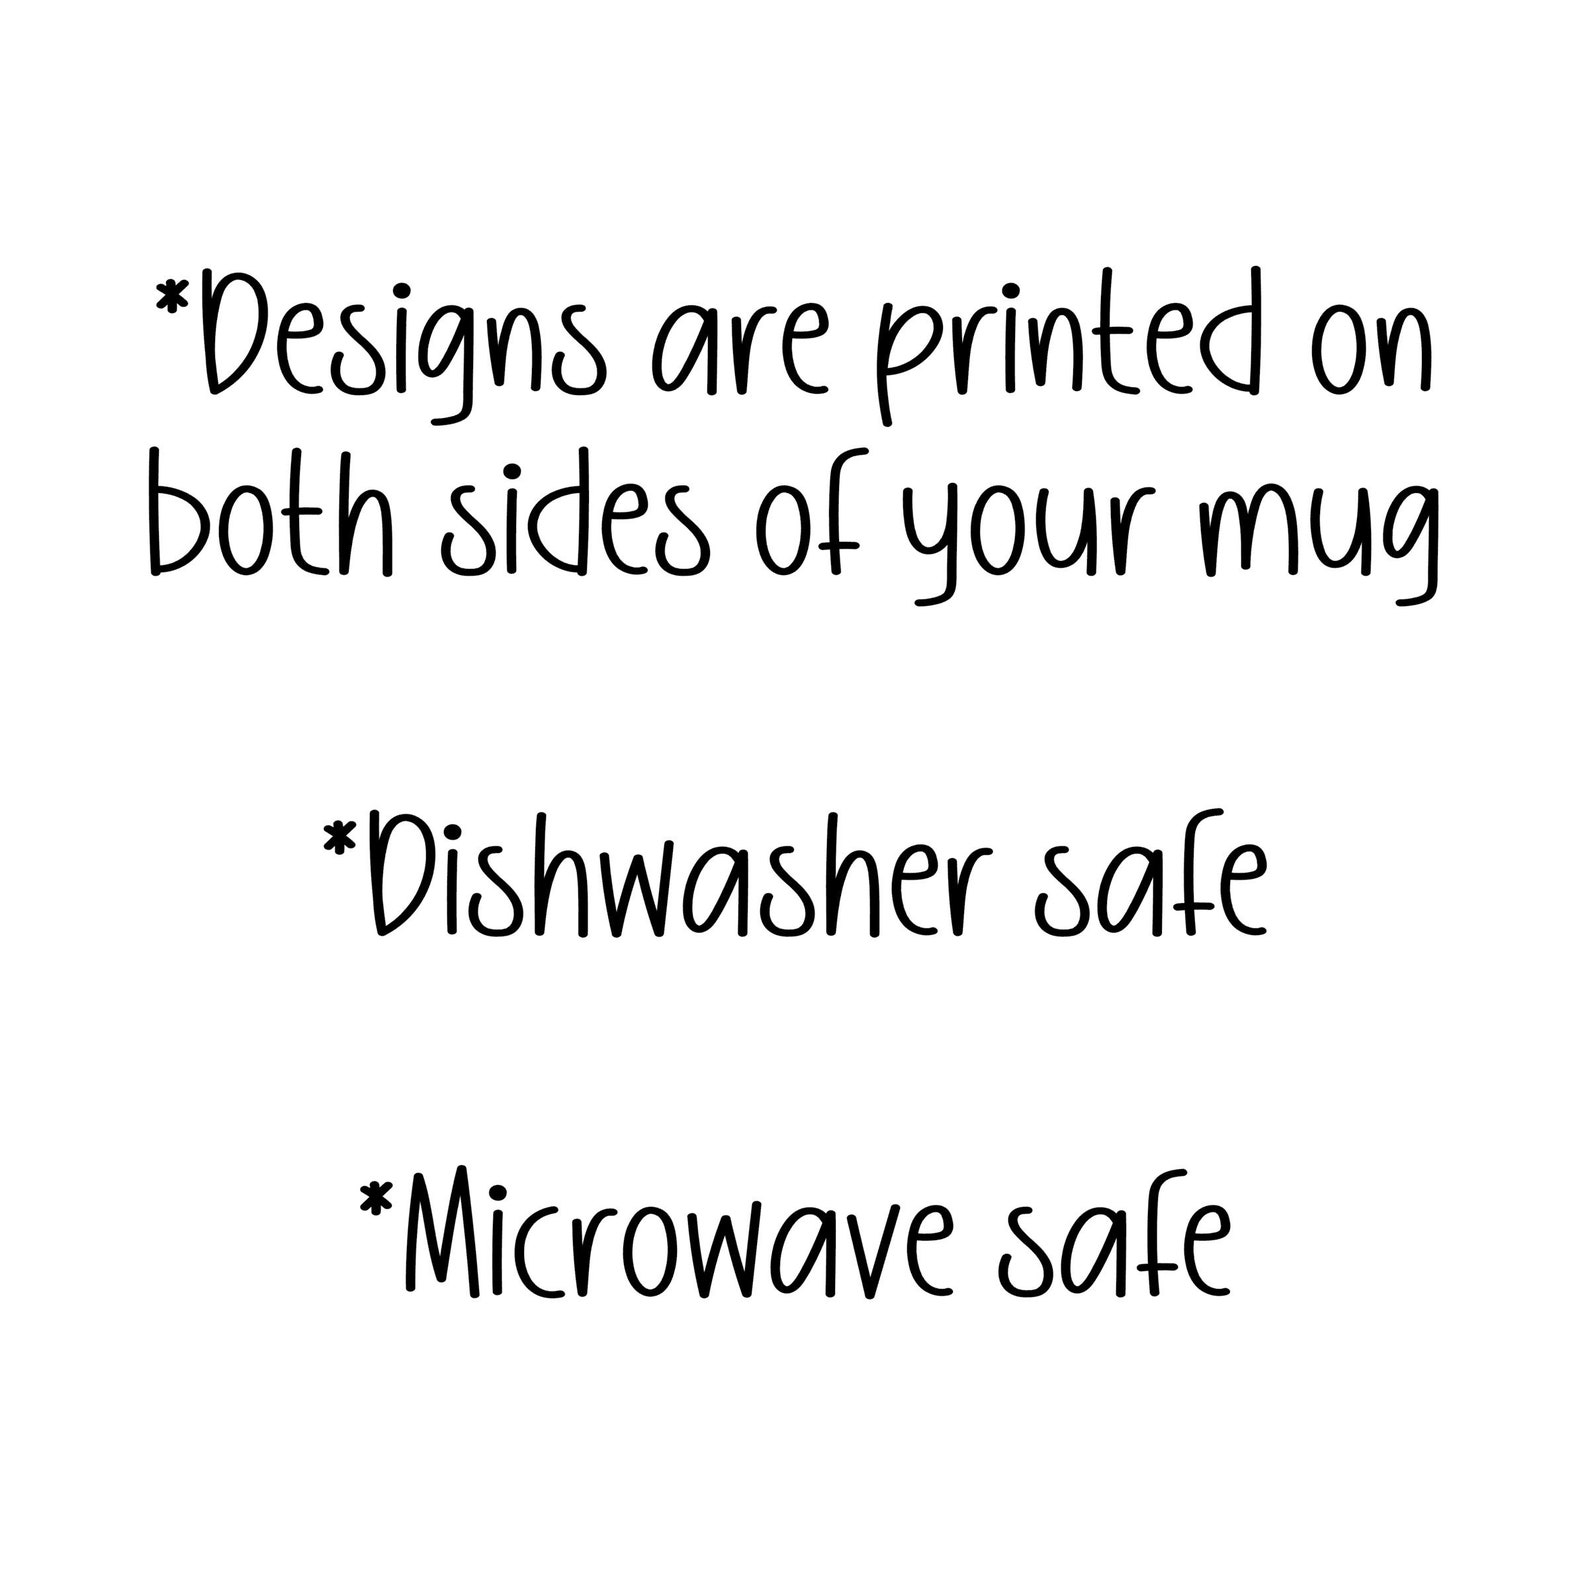 *Designs are printed on
both sides of your mug
*Dishwasher safe
*Microwave safe